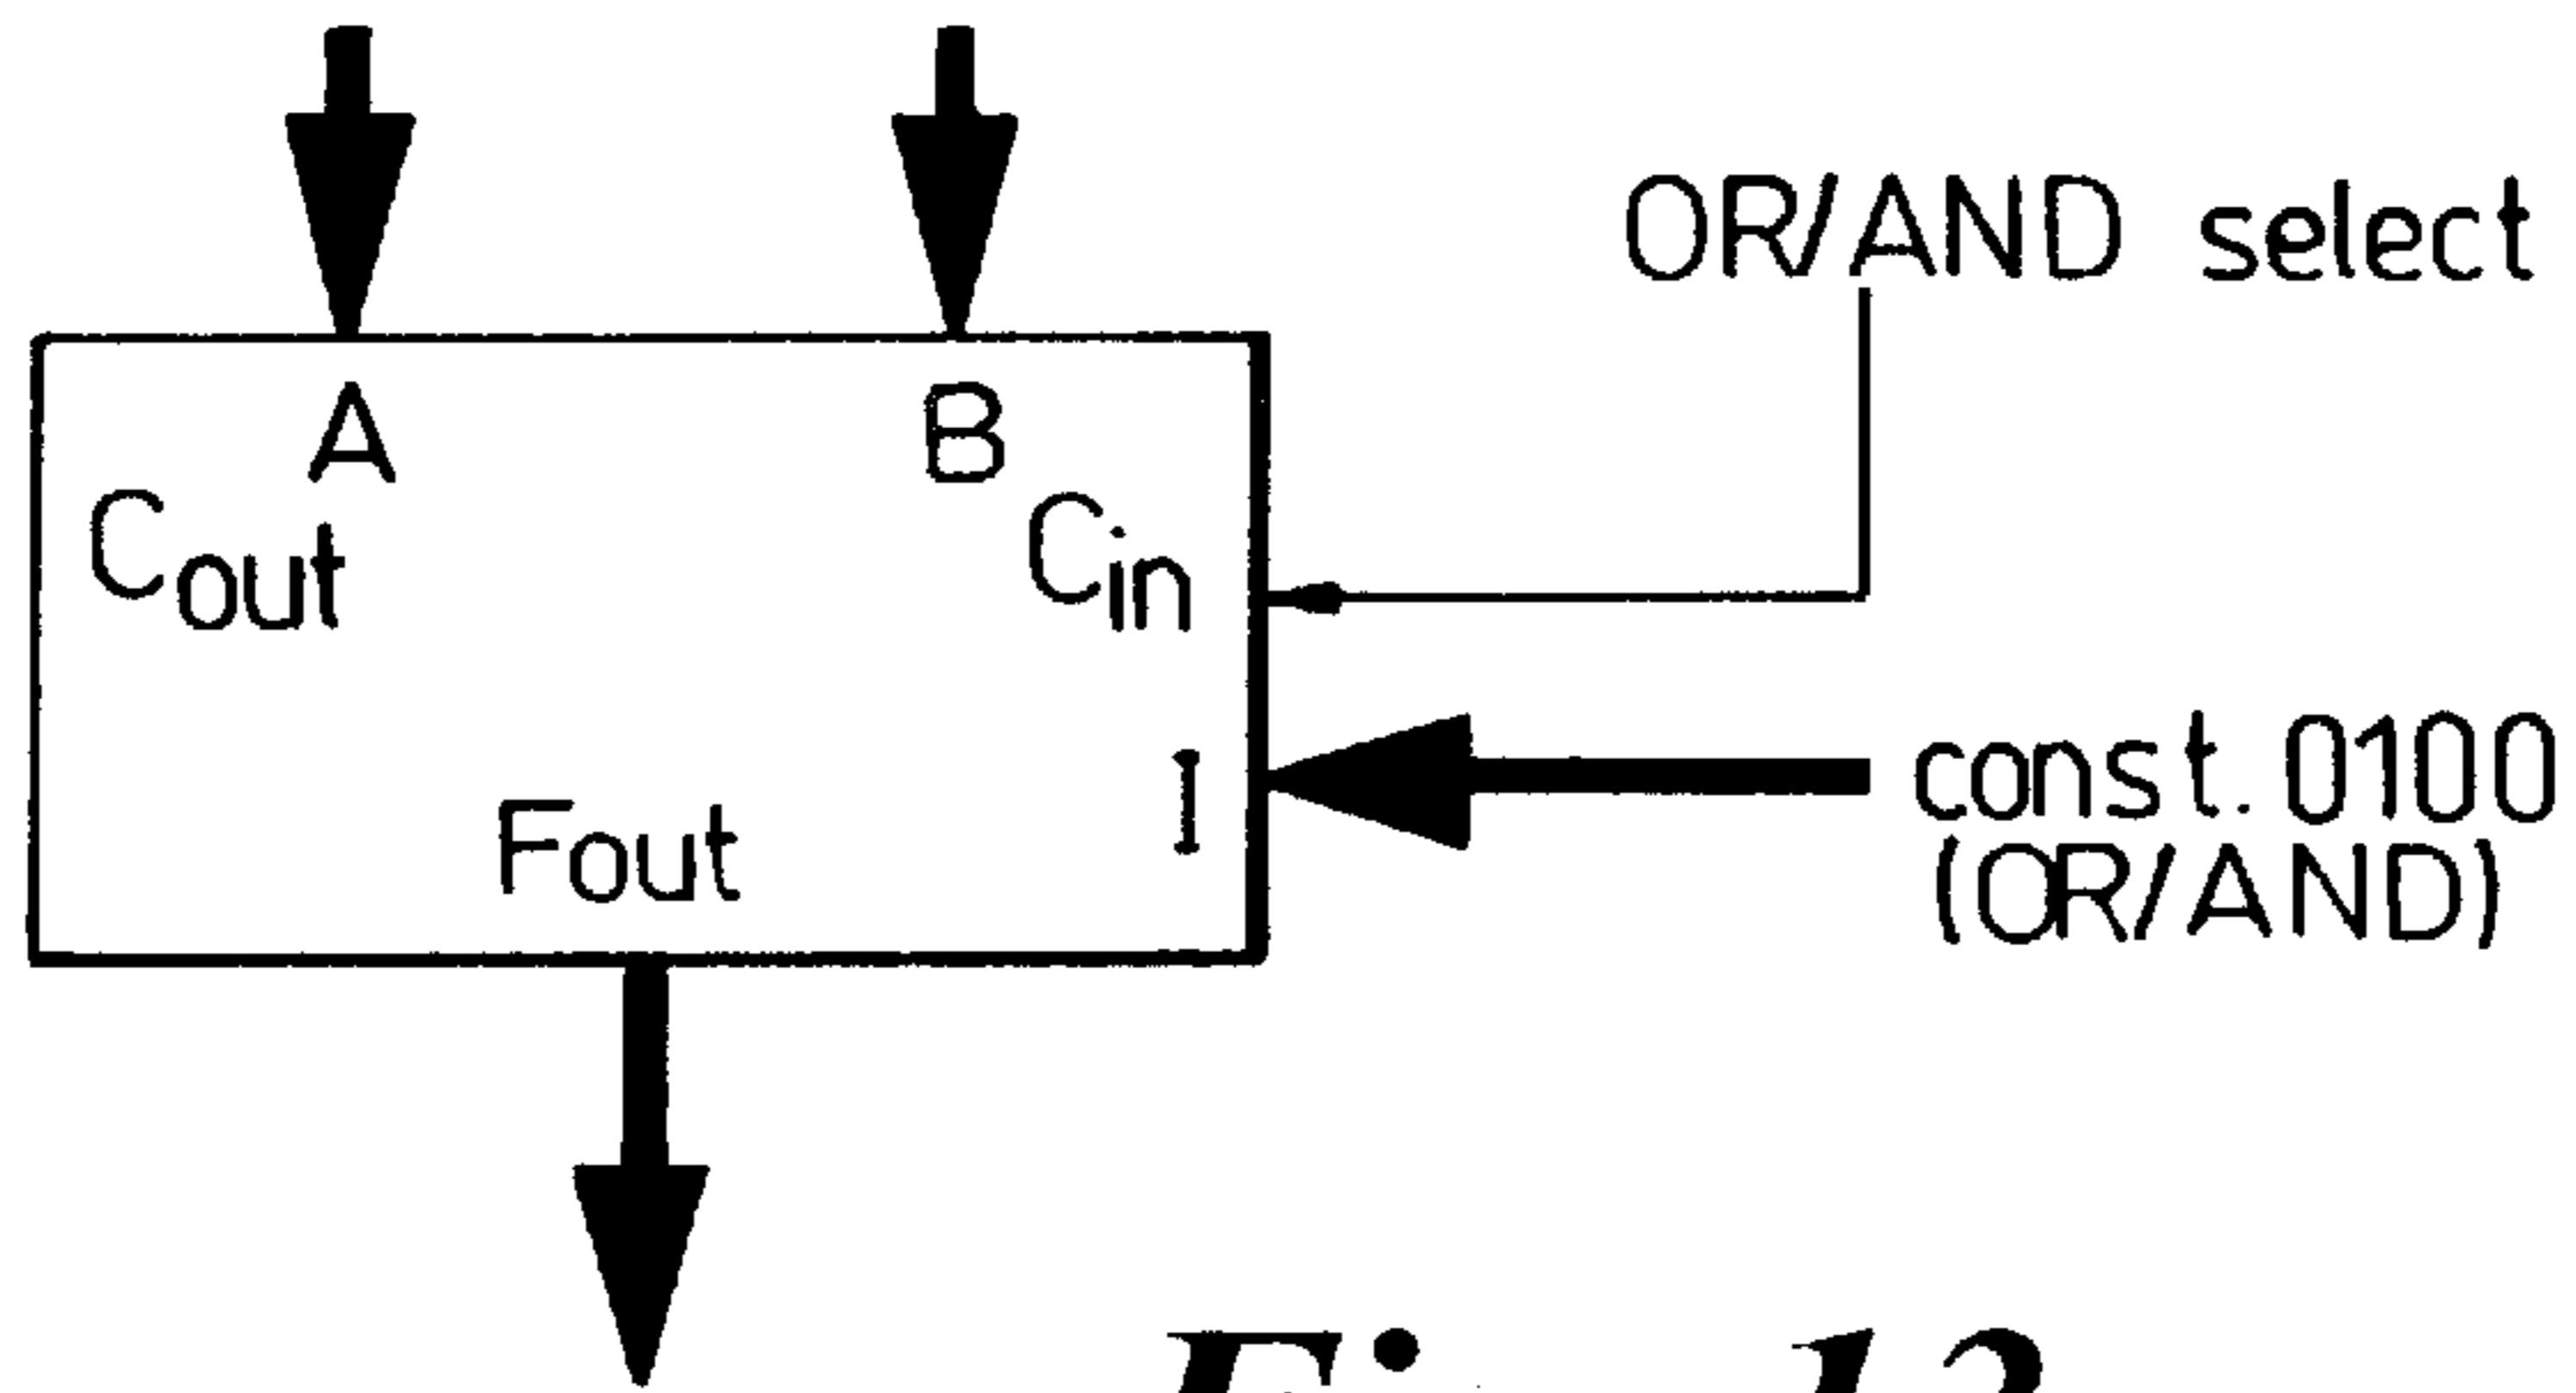 OR/AND select
A B
Cout Cin
I const. 0100
Fout (OR/AND)